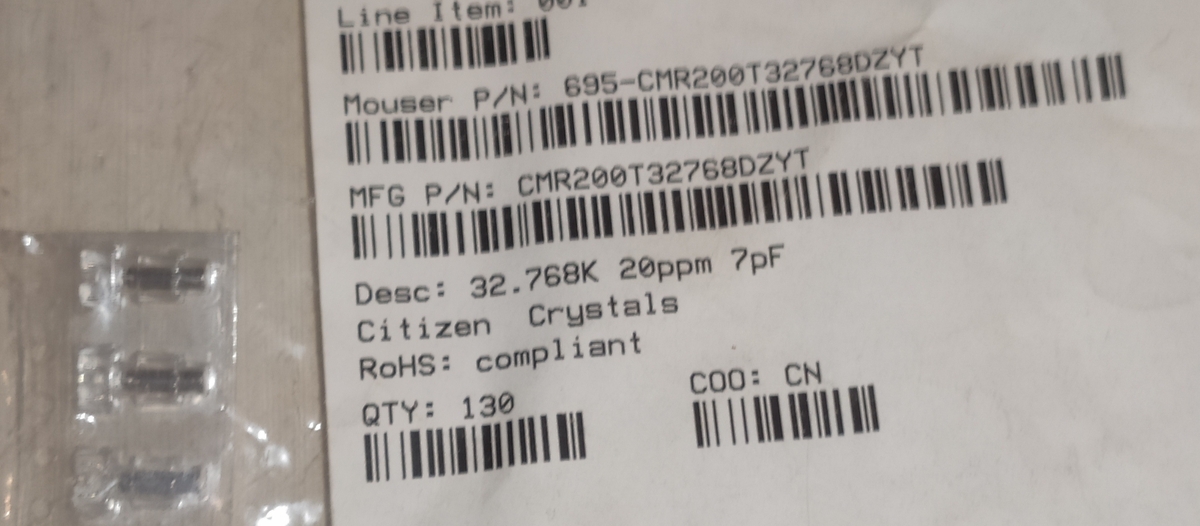 Line Item: 001
Mouser P/N: 695-CMR200T32768DZYT
MFG P/N: CMR200T32768DZYT
Desc: 32.768K 20ppm 7pF
Citizen Crystals
RoHS: compliant
QTY: 130
COO: CN